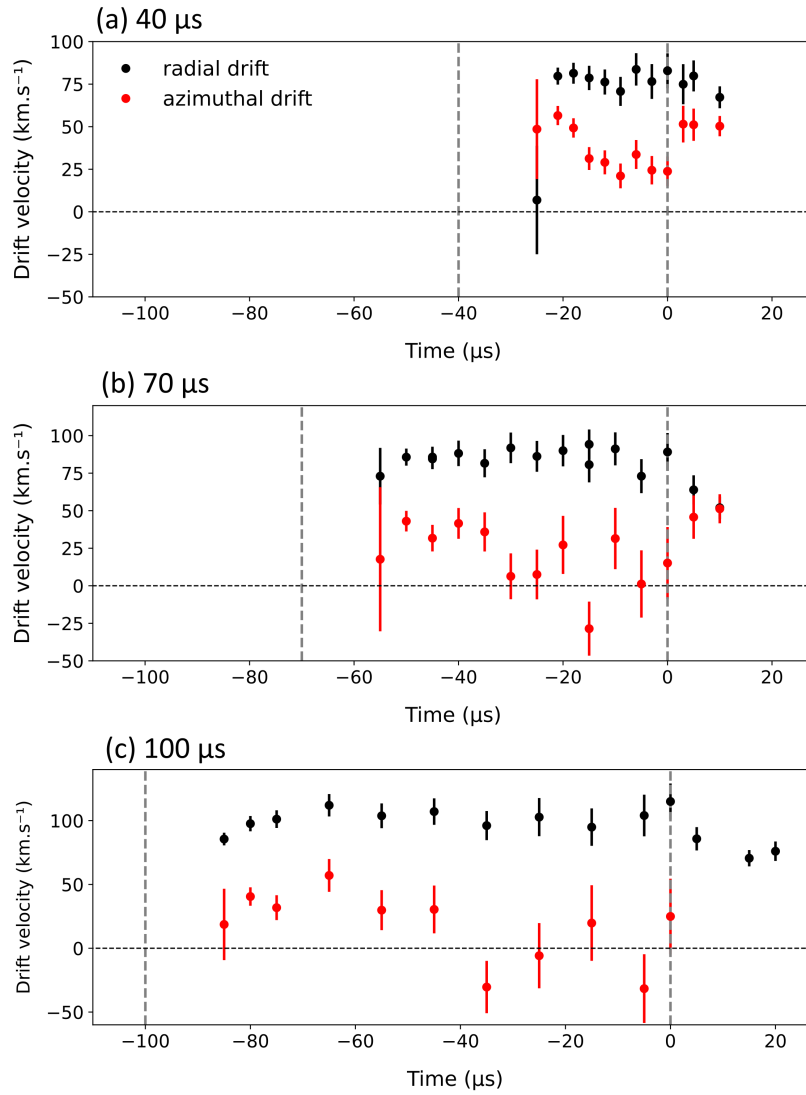 (a) 40 µs
100
75
50
25
0
−25
−50
Drift velocity (km.s⁻¹)
radial drift
azimuthal drift
−100 −80 −60 −40 −20 0 20
Time (µs)
(b) 70 µs
100
75
50
25
0
−25
−50
Drift velocity (km.s⁻¹)
−100 −80 −60 −40 −20 0 20
Time (µs)
(c) 100 µs
100
50
0
−50
Drift velocity (km.s⁻¹)
−100 −80 −60 −40 −20 0 20
Time (µs)